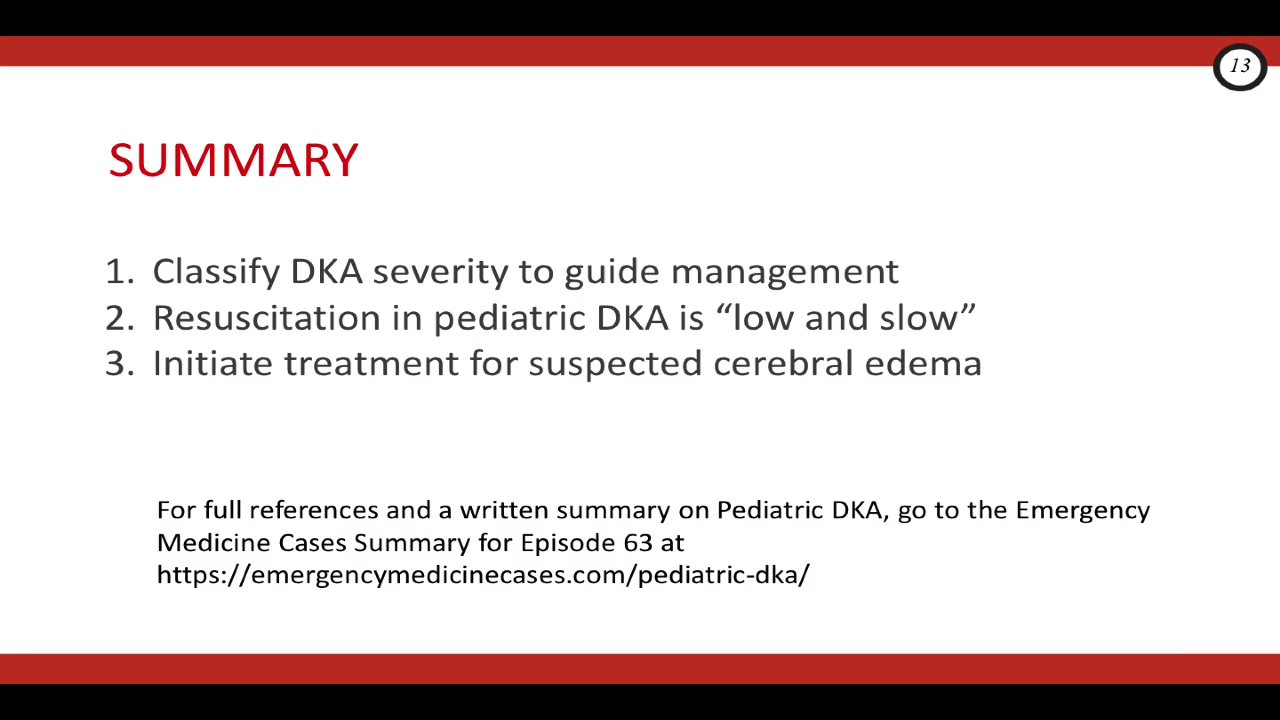 13
SUMMARY
1. Classify DKA severity to guide management
2. Resuscitation in pediatric DKA is “low and slow”
3. Initiate treatment for suspected cerebral edema
For full references and a written summary on Pediatric DKA, go to the Emergency
Medicine Cases Summary for Episode 63 at
https://emergencymedicinecases.com/pediatric-dka/